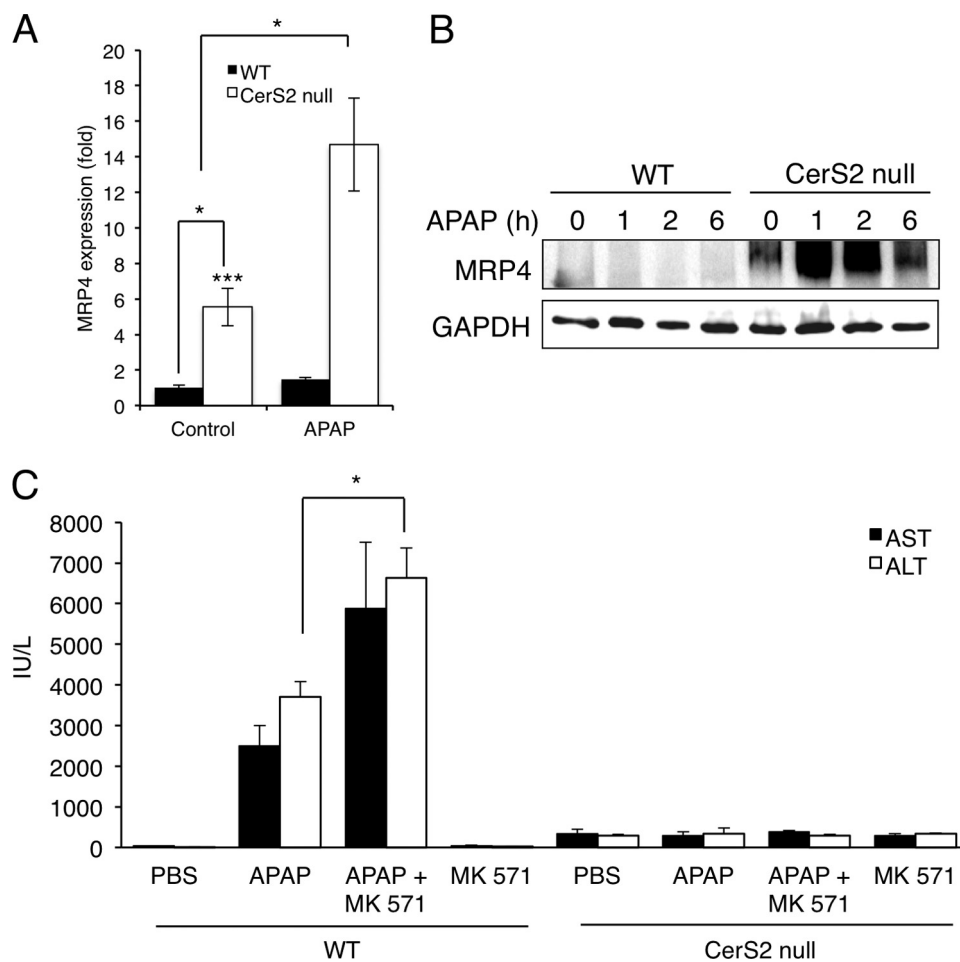 A
B
*
20
18
16
14
12
10
8
6
4
2
0
MRP4 expression (fold)
WT
CerS2 null
*
***
Control APAP
WT CerS2 null
APAP (h) 0 1 2 6 0 1 2 6
MRP4
GAPDH
C
*
8000
7000
6000
5000
4000
3000
2000
1000
0
IU/L
AST
ALT
PBS APAP APAP + MK 571 PBS APAP APAP + MK 571
MK 571 MK 571
WT CerS2 null